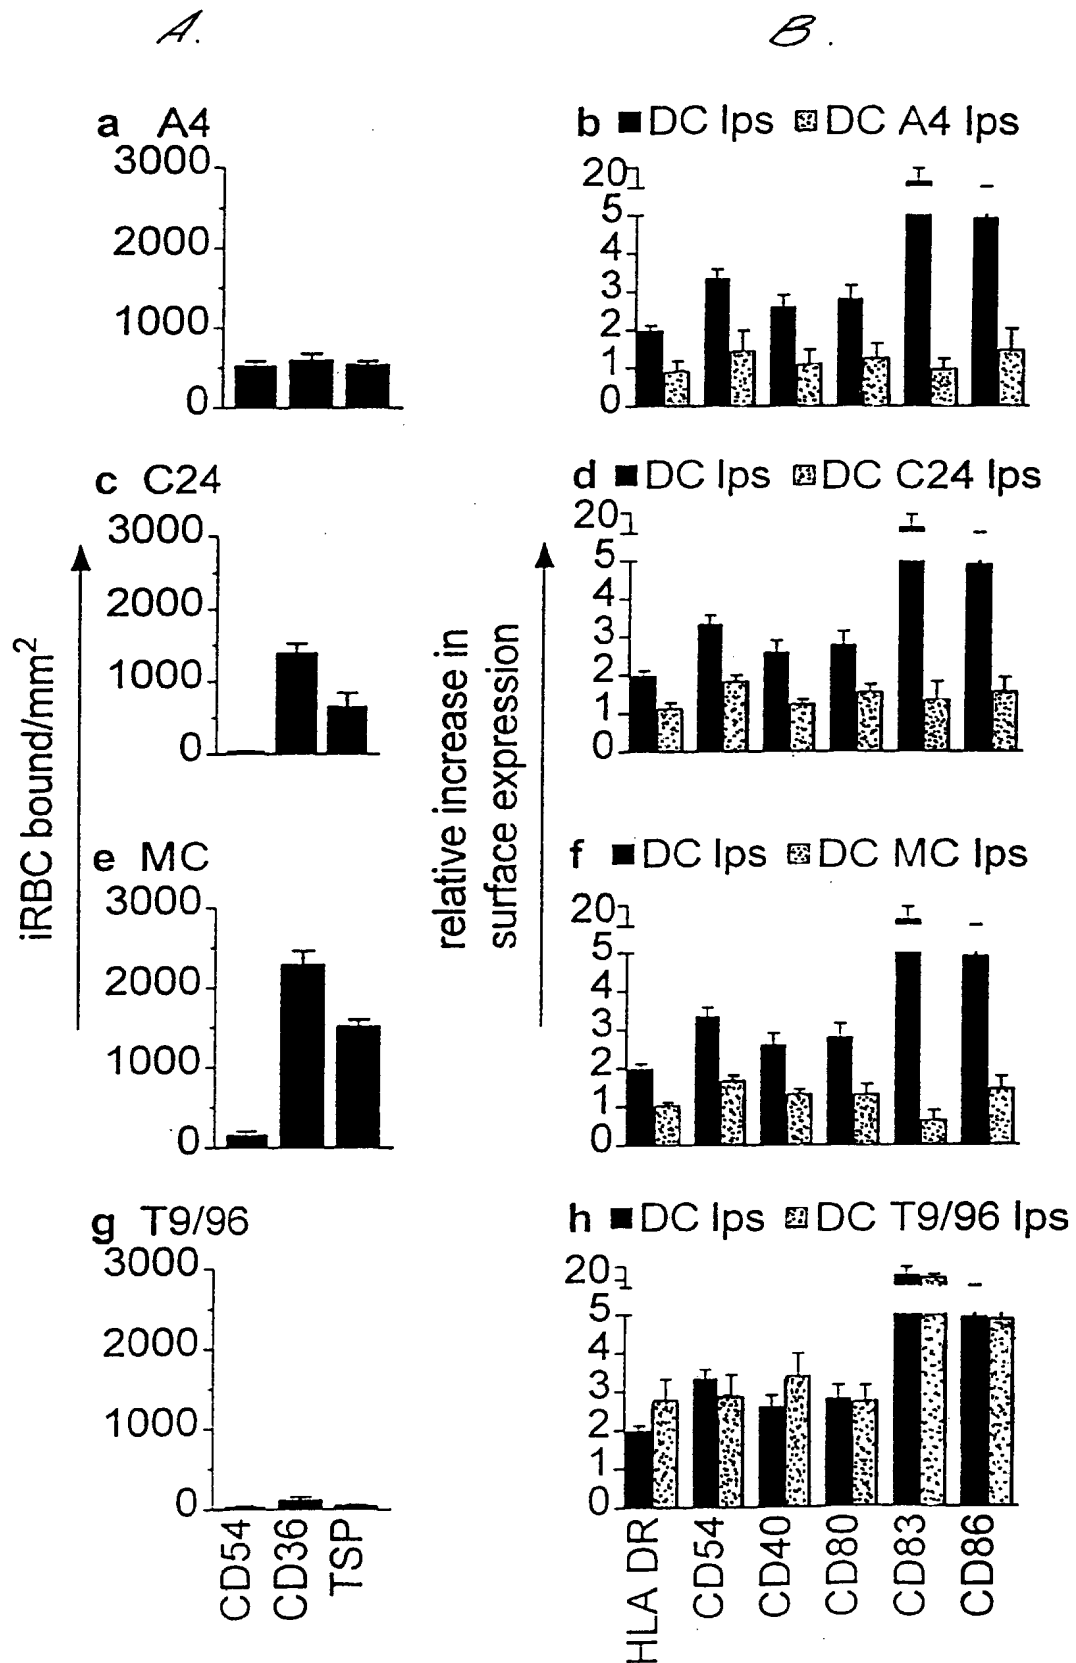 A.
B.
a A4
3000
2000
1000
0
b ■ DC lps ▨ DC A4 lps
20
5
4
3
2
1
0
c C24
3000
2000
1000
0
d ■ DC lps ▨ DC C24 lps
20
5
4
3
2
1
0
iRBC bound/mm²
relative increase in
surface expression
e MC
3000
2000
1000
0
f ■ DC lps ▨ DC MC lps
20
5
4
3
2
1
0
g T9/96
3000
2000
1000
0
CD54
CD36
TSP
h ■ DC lps ▨ DC T9/96 lps
20
5
4
3
2
1
0
HLA DR
CD54
CD40
CD80
CD83
CD86